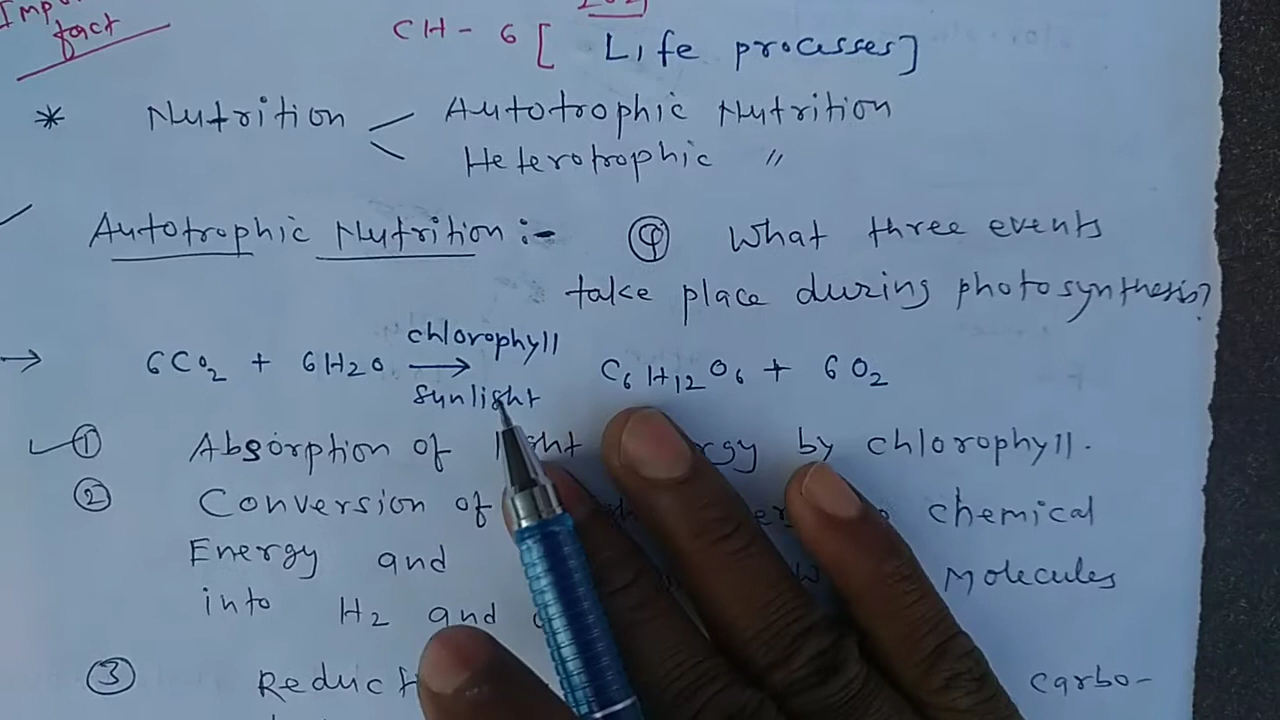 fact
CH - 6 [ Life processes]
* Nutrition < Autotrophic Nutrition
Heterotrophic "
Autotrophic Nutrition :- Q What three events
take place during photosynthesis?
→ 6CO2 + 6H2O chlorophyll → sunlight C6H12O6 + 6O2
1 Absorption of by chlorophyll.
2 Conversion of chemical
Energy and Molecules
into H2 and
3 carbo-